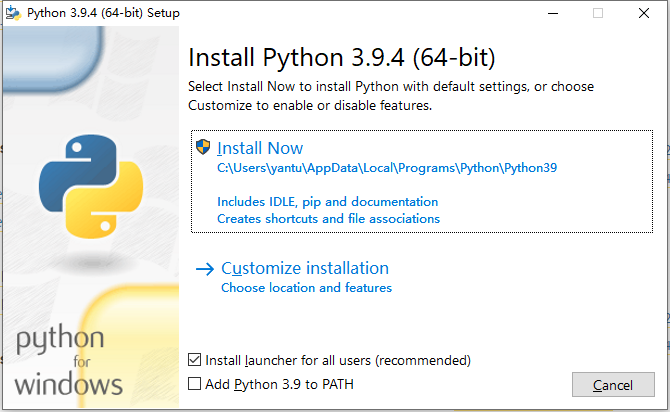 Python 3.9.4 (64-bit) Setup
Install Python 3.9.4 (64-bit)
Select Install Now to install Python with default settings, or choose
Customize to enable or disable features.
Install Now
C:\Users\yantu\AppData\Local\Programs\Python\Python39
Includes IDLE, pip and documentation
Creates shortcuts and file associations
Customize installation
Choose location and features
python
for
windows
Install launcher for all users (recommended)
Add Python 3.9 to PATH
Cancel